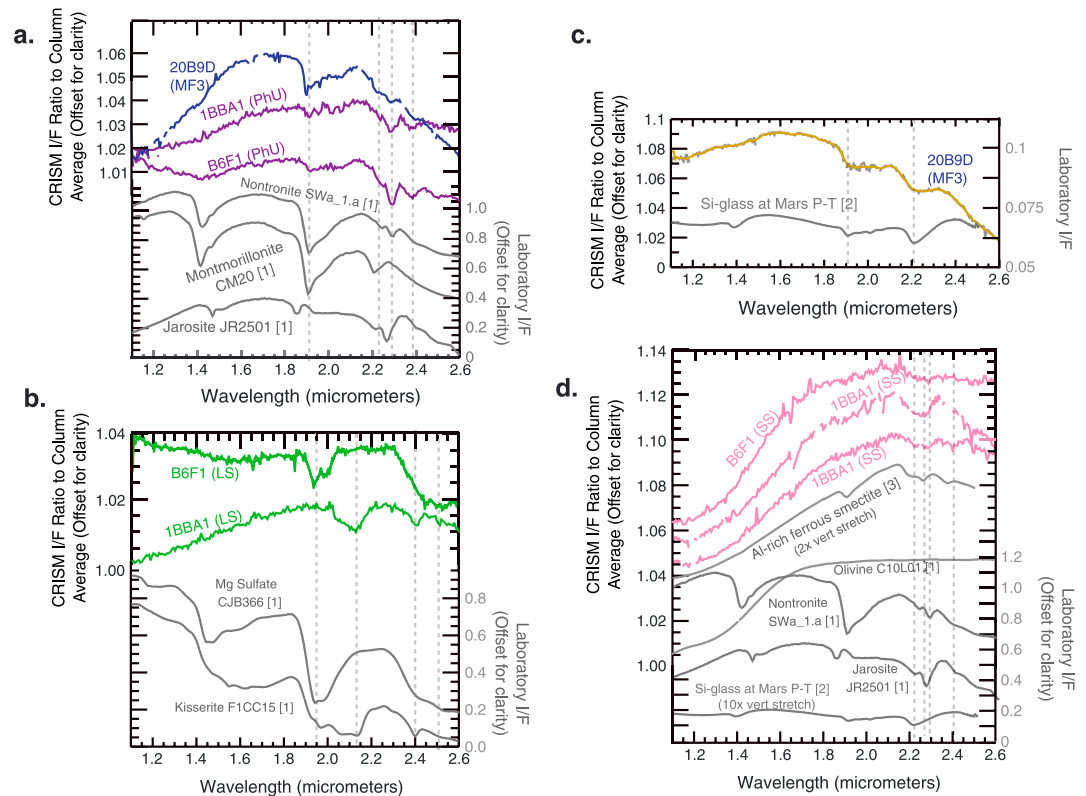 a.
CRISM I/F Ratio to Column
Average (Offset for clarity)
1.06
1.05
1.04
1.03
1.02
1.01
20B9D
(MF3)
1BBA1 (PhU)
B6F1 (PhU)
Nontronite SWa_1.a [1]
Montmorillonite
CM20 [1]
Jarosite JR2501 [1]
1.0
0.8
0.6
0.4
0.2
0
Laboratory I/F
(Offset for clarity)
1.2 1.4 1.6 1.8 2.0 2.2 2.4 2.6
Wavelength (micrometers)
b.
CRISM I/F Ratio to Column
Average (Offset for clarity)
1.04
1.02
1.00
B6F1 (LS)
1BBA1 (LS)
Mg Sulfate
CJB366 [1]
Kisserite F1CC15 [1]
0.8
0.6
0.4
0.2
0.0
Laboratory I/F
(Offset for clarity)
1.2 1.4 1.6 1.8 2.0 2.2 2.4 2.6
Wavelength (micrometers)
c.
CRISM I/F Ratio to Column
Average (Offset for clarity)
1.1
1.08
1.06
1.04
1.02
0
20B9D
(MF3)
Si-glass at Mars P-T [2]
0.1
0.075
0.05
Laboratory I/F
1.2 1.4 1.6 1.8 2.0 2.2 2.4 2.6
Wavelength (micrometers)
d.
CRISM I/F Ratio to Column
Average (Offset for clarity)
1.14
1.12
1.10
1.08
1.06
1.04
1.02
1.00
B6F1 (SS)
1BBA1 (SS)
1BBA1 (SS)
Al-rich ferrous smectite [3]
(2x vert stretch)
Olivine C10L01 [1]
Nontronite
SWa_1.a [1]
Jarosite
JR2501 [1]
Si-glass at Mars P-T [2]
(10x vert stretch)
1.2
1.0
0.8
0.6
0.4
0.2
0
Laboratory I/F
(Offset for clarity)
1.2 1.4 1.6 1.8 2.0 2.2 2.4 2.6
Wavelength (micrometers)